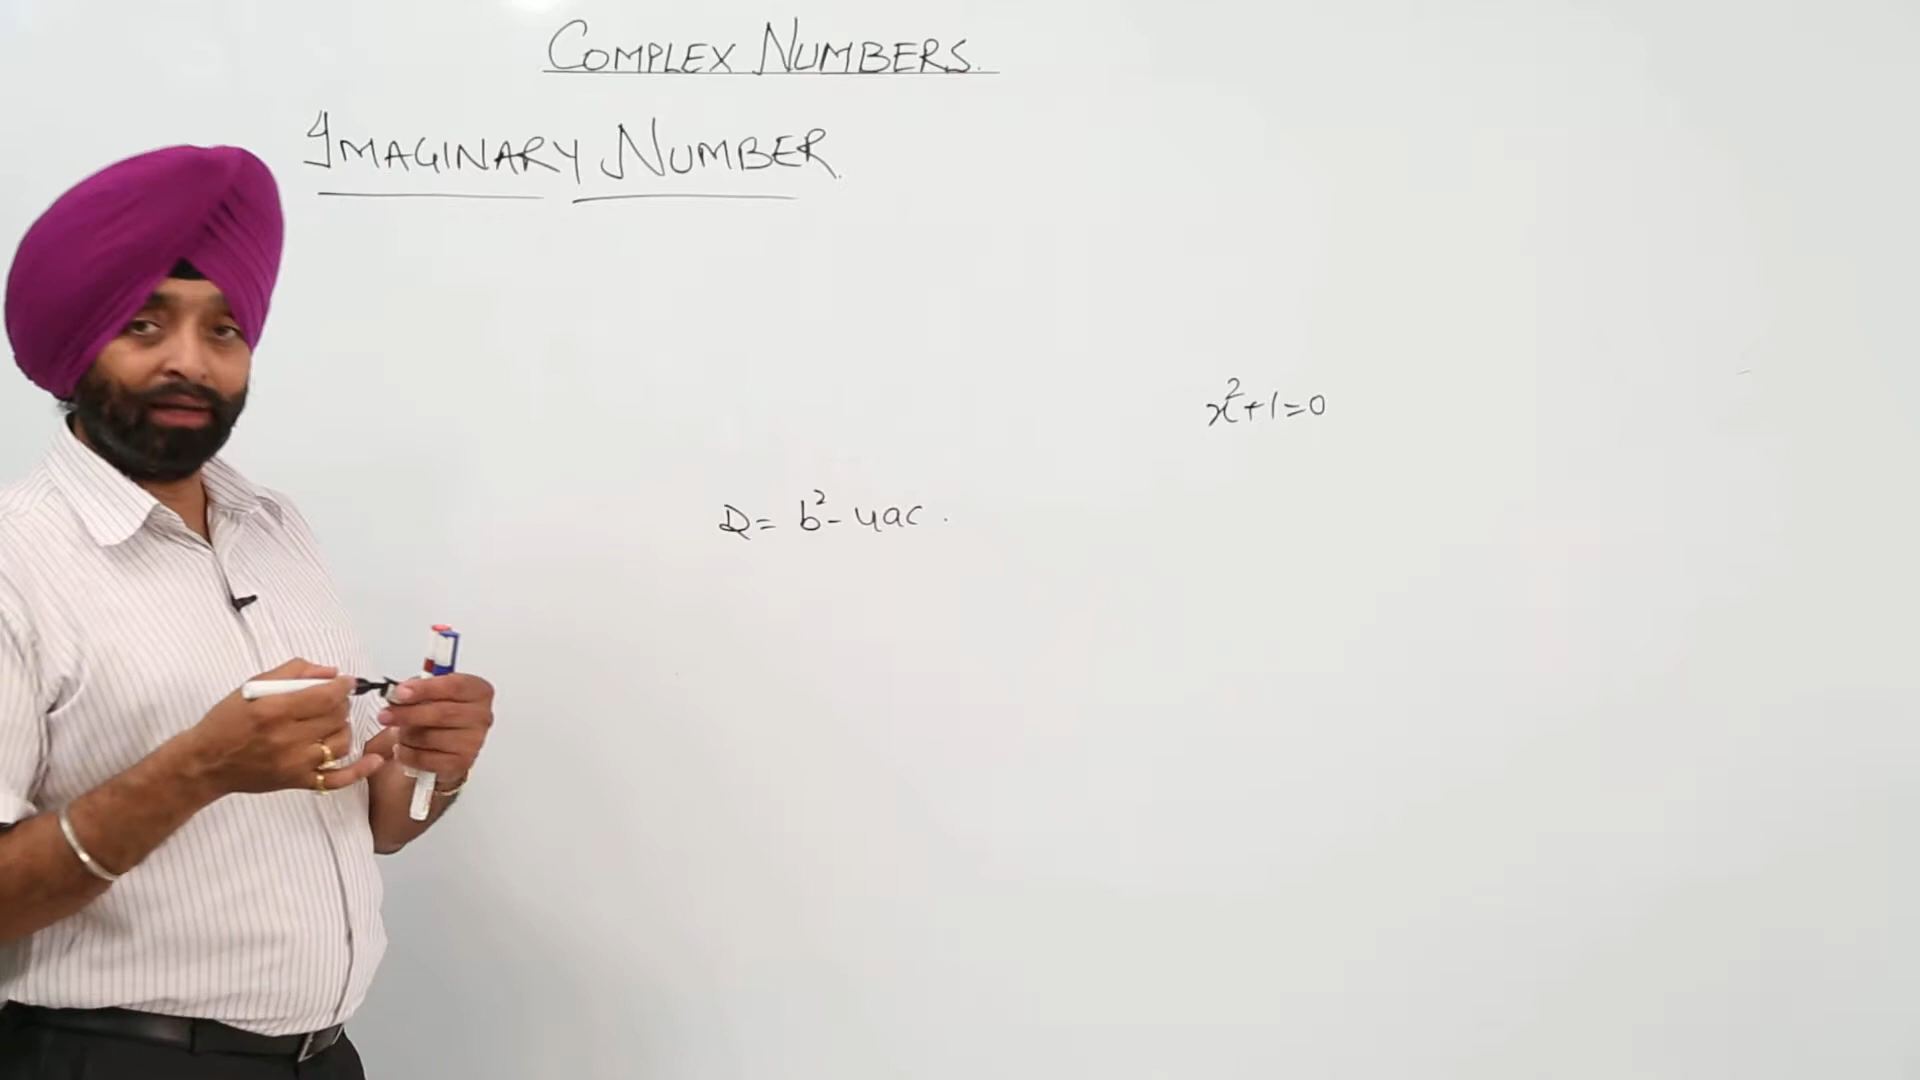 COMPLEX NUMBERS.
IMAGINARY NUMBER.
x²+1=0
D= b²-4ac.